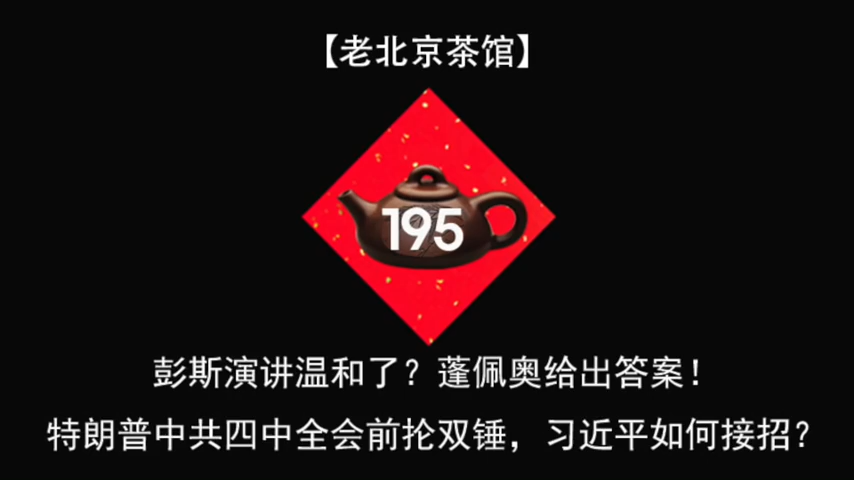 【老北京茶馆】
195
彭斯演讲温和了？蓬佩奥给出答案！
特朗普中共四中全会前抡双锤，习近平如何接招？